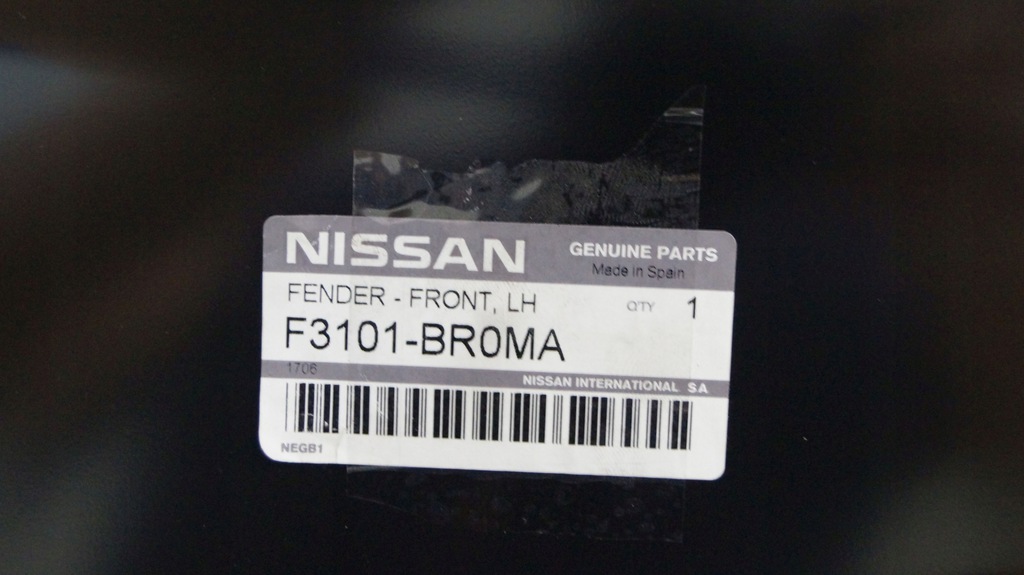 NISSAN
GENUINE PARTS
Made in Spain
FENDER - FRONT, LH
QTY 1
F3101-BR0MA
1706
NISSAN INTERNATIONAL SA
NEGB1